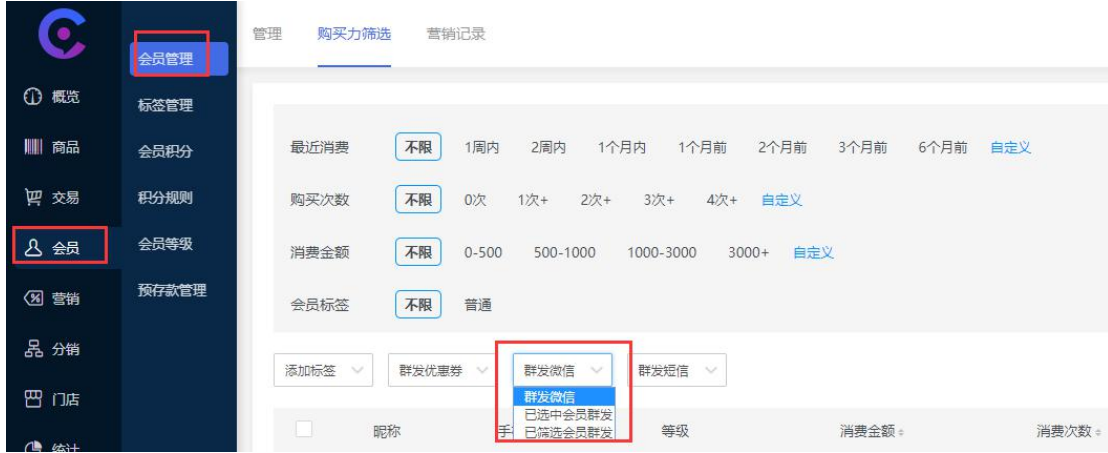 管理 购买力筛选 营销记录
会员管理
概览
标签管理
商品
会员积分
最近消费 不限 1周内 2周内 1个月内 1个月前 2个月前 3个月前 6个月前 自定义
交易
积分规则
购买次数 不限 0次 1次+ 2次+ 3次+ 4次+ 自定义
会员
会员等级
消费金额 不限 0-500 500-1000 1000-3000 3000+ 自定义
营销
预存款管理
会员标签 不限 普通
分销
添加标签 群发优惠券 群发微信 群发短信
门店
群发微信
已选中会员群发
已筛选会员群发
昵称 手 等级 消费金额 消费次数
统计